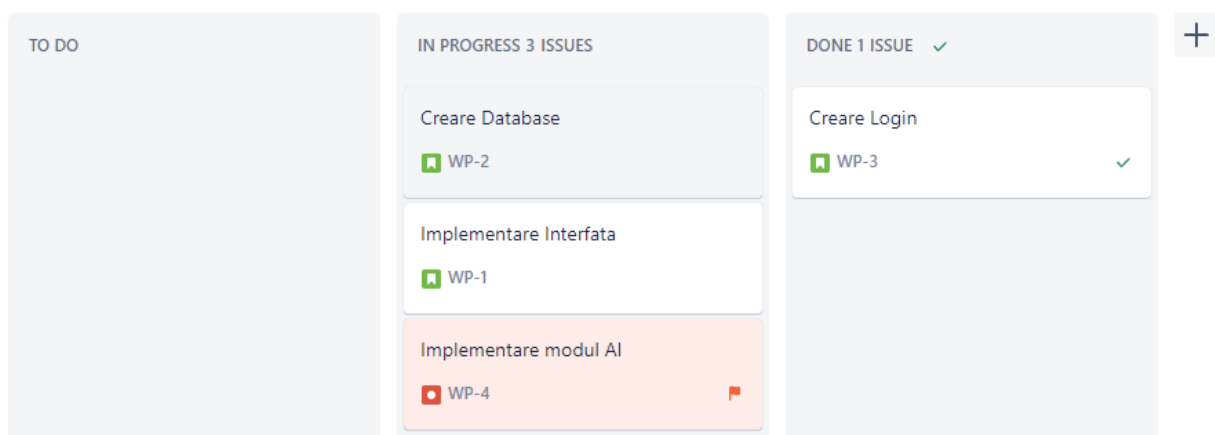 TO DO
IN PROGRESS 3 ISSUES
Creare Database
WP-2
Implementare Interfata
WP-1
Implementare modul AI
WP-4
DONE 1 ISSUE
Creare Login
WP-3